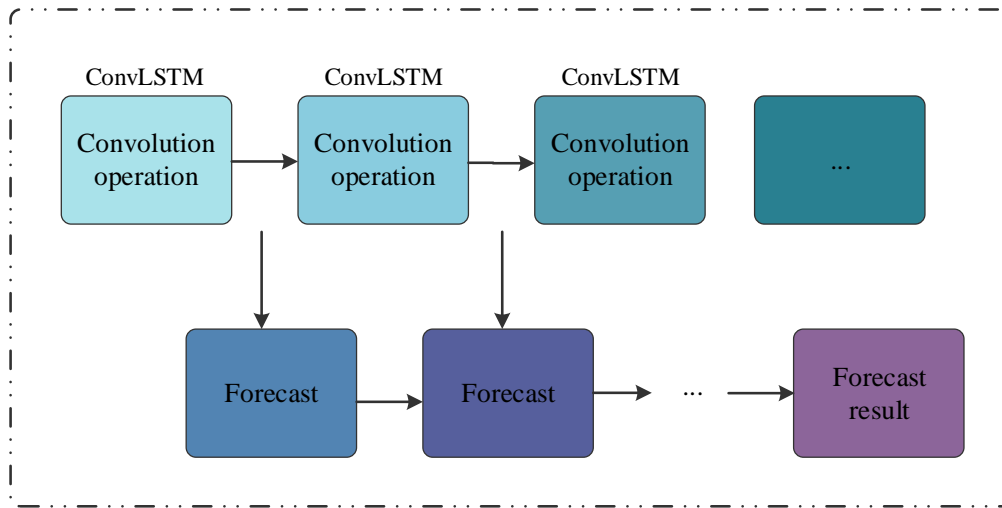 ConvLSTM
ConvLSTM
ConvLSTM
Convolution
operation
Convolution
operation
Convolution
operation
...
Forecast
Forecast
...
Forecast
result